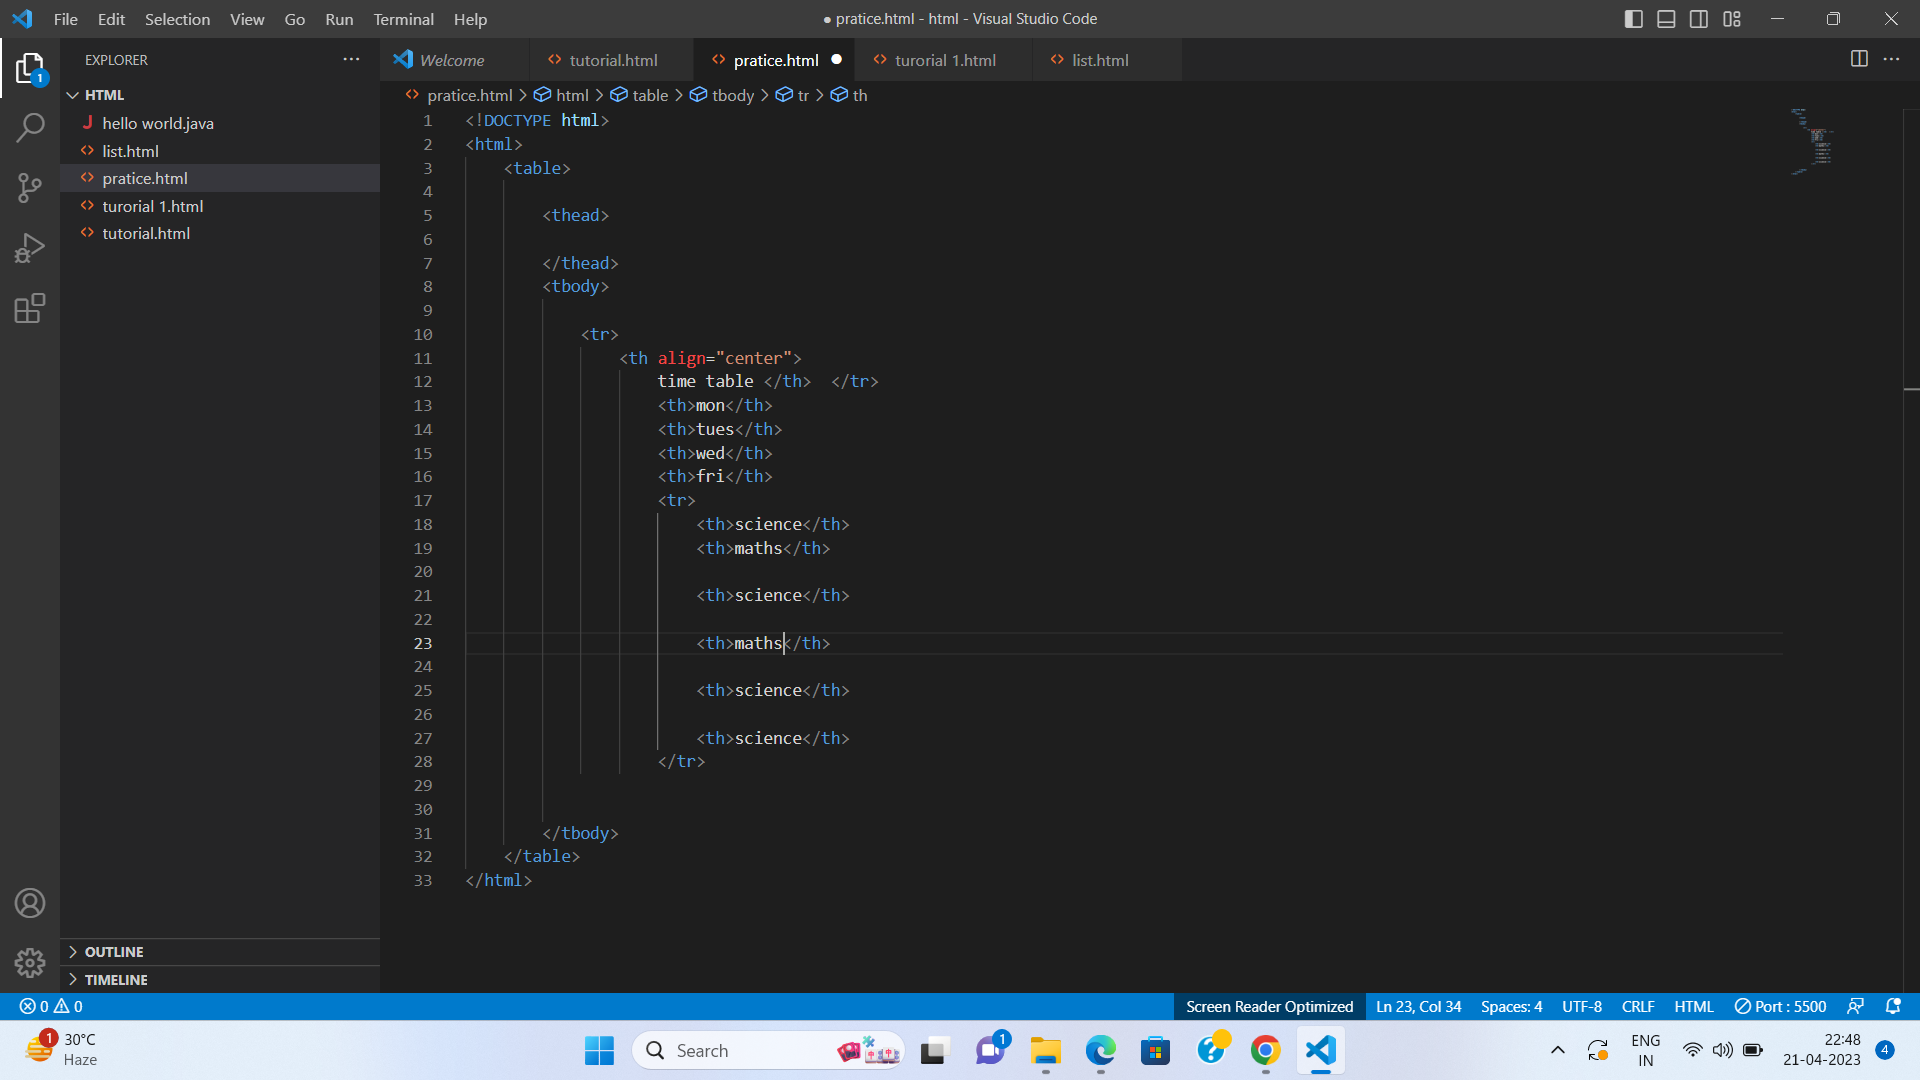 File Edit Selection View Go Run Terminal Help
● pratice.html - html - Visual Studio Code
EXPLORER ...
Welcome
tutorial.html
pratice.html
turorial 1.html
list.html
HTML
J hello world.java
list.html
pratice.html
turorial 1.html
tutorial.html
1
pratice.html > html > table > tbody > tr > th
1 <!DOCTYPE html>
2 <html>
3 <table>
4
5 <thead>
6
7 </thead>
8 <tbody>
9
10 <tr>
11 <th align="center">
12 time table </th> </tr>
13 <th>mon</th>
14 <th>tues</th>
15 <th>wed</th>
16 <th>fri</th>
17 <tr>
18 <th>science</th>
19 <th>maths</th>
20
21 <th>science</th>
22
23 <th>maths</th>
24
25 <th>science</th>
26
27 <th>science</th>
28 </tr>
29
30
31 </tbody>
32 </table>
33 </html>
OUTLINE
TIMELINE
0 0
Screen Reader Optimized Ln 23, Col 34 Spaces: 4 UTF-8 CRLF HTML Port : 5500
1
30°C
Haze
Search
1
ENG
IN
22:48
21-04-2023
4